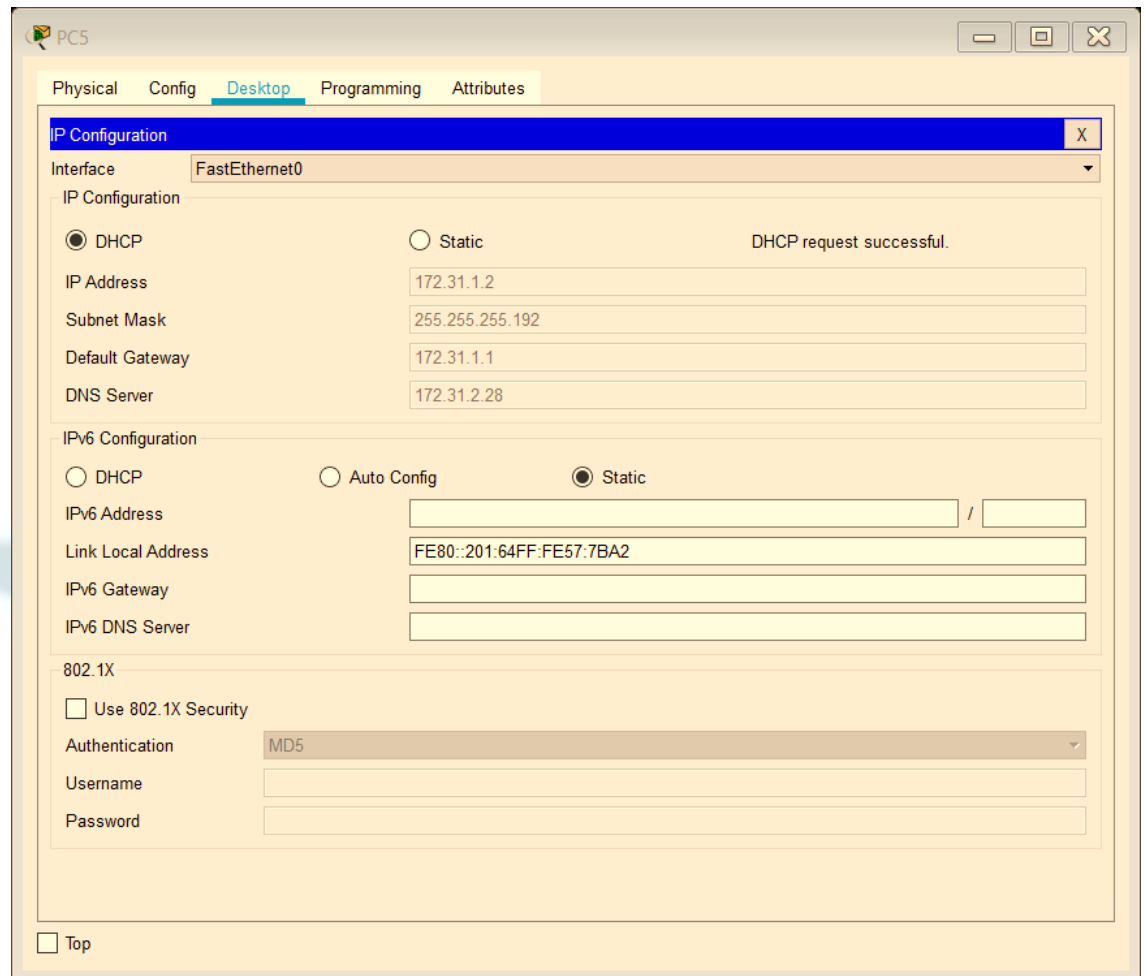 PC5
Physical Config Desktop Programming Attributes
IP Configuration X
Interface FastEthernet0
IP Configuration
DHCP Static DHCP request successful.
IP Address 172.31.1.2
Subnet Mask 255.255.255.192
Default Gateway 172.31.1.1
DNS Server 172.31.2.28
IPv6 Configuration
DHCP Auto Config Static
IPv6 Address /
Link Local Address FE80::201:64FF:FE57:7BA2
IPv6 Gateway
IPv6 DNS Server
802.1X
Use 802.1X Security
Authentication MD5
Username
Password
Top